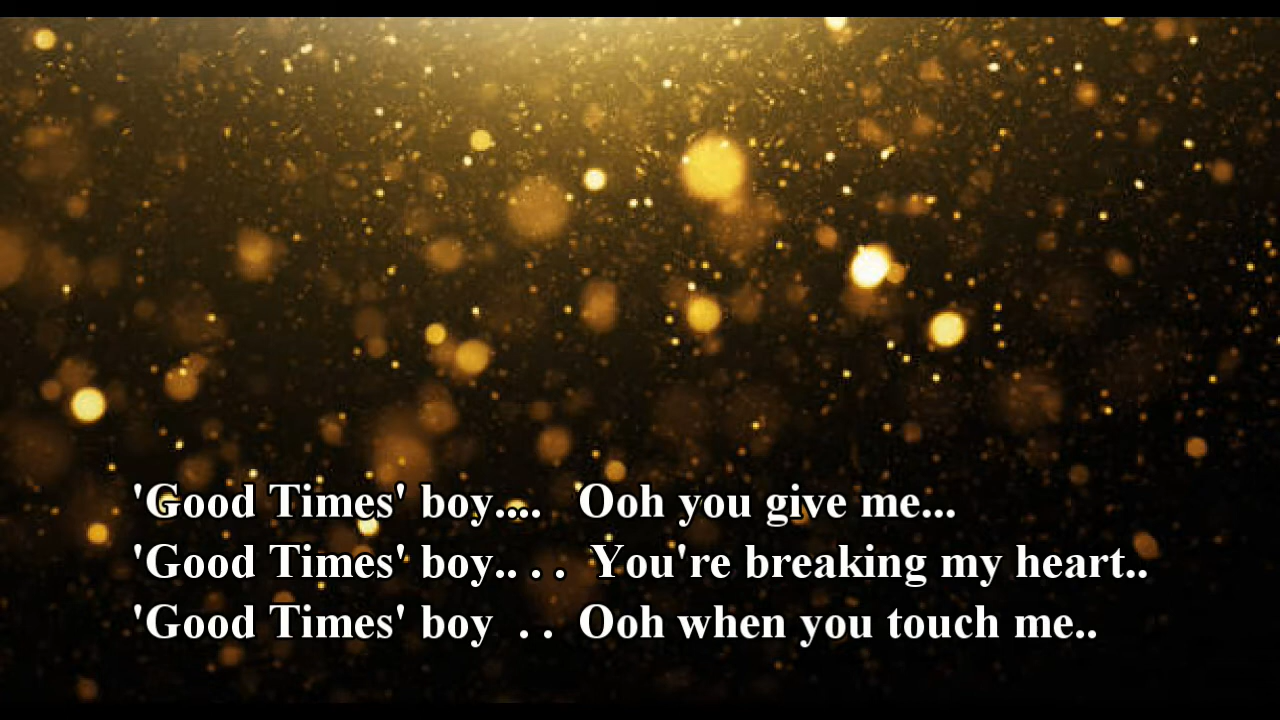 'Good Times' boy....   Ooh you give me...
'Good Times' boy.. . .  You're breaking my heart..
'Good Times' boy  . .  Ooh when you touch me..